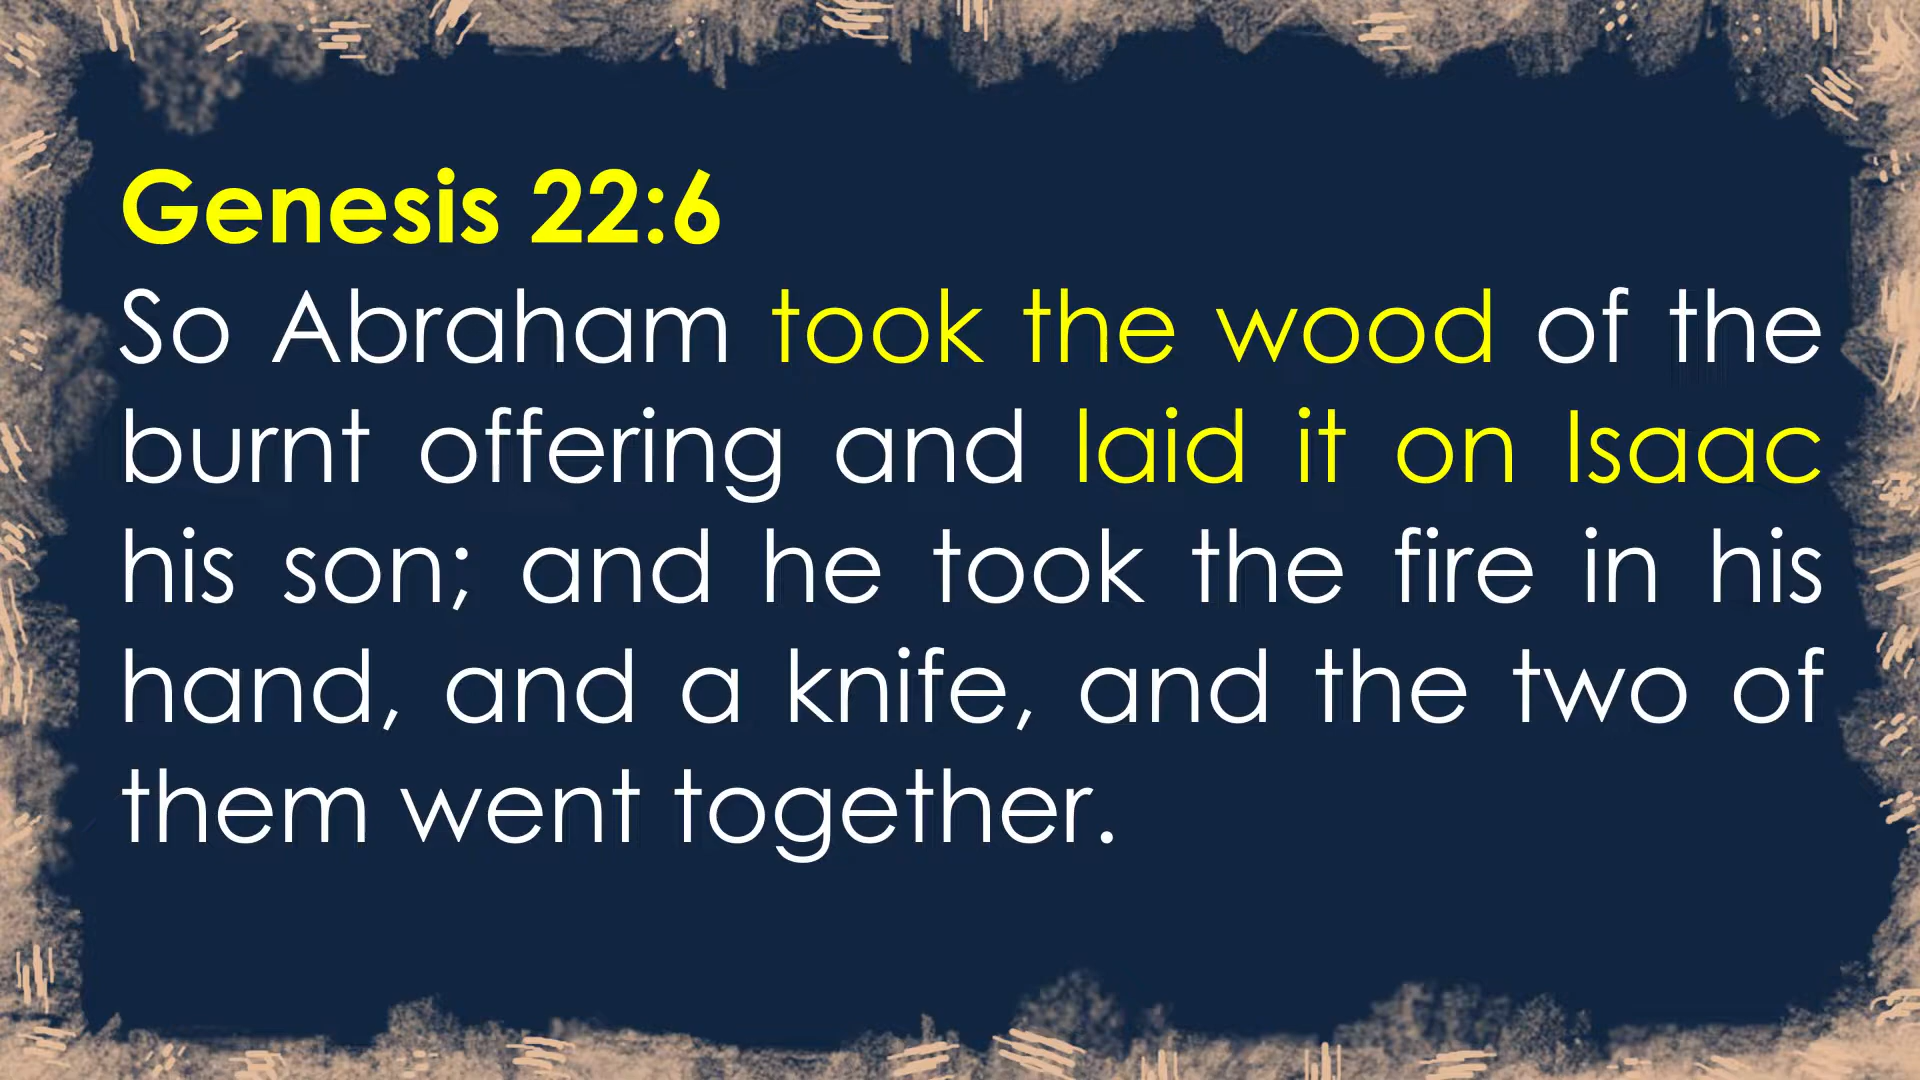 Genesis 22:6
So Abraham took the wood of the
burnt offering and laid it on Isaac
his son; and he took the fire in his
hand, and a knife, and the two of
them went together.